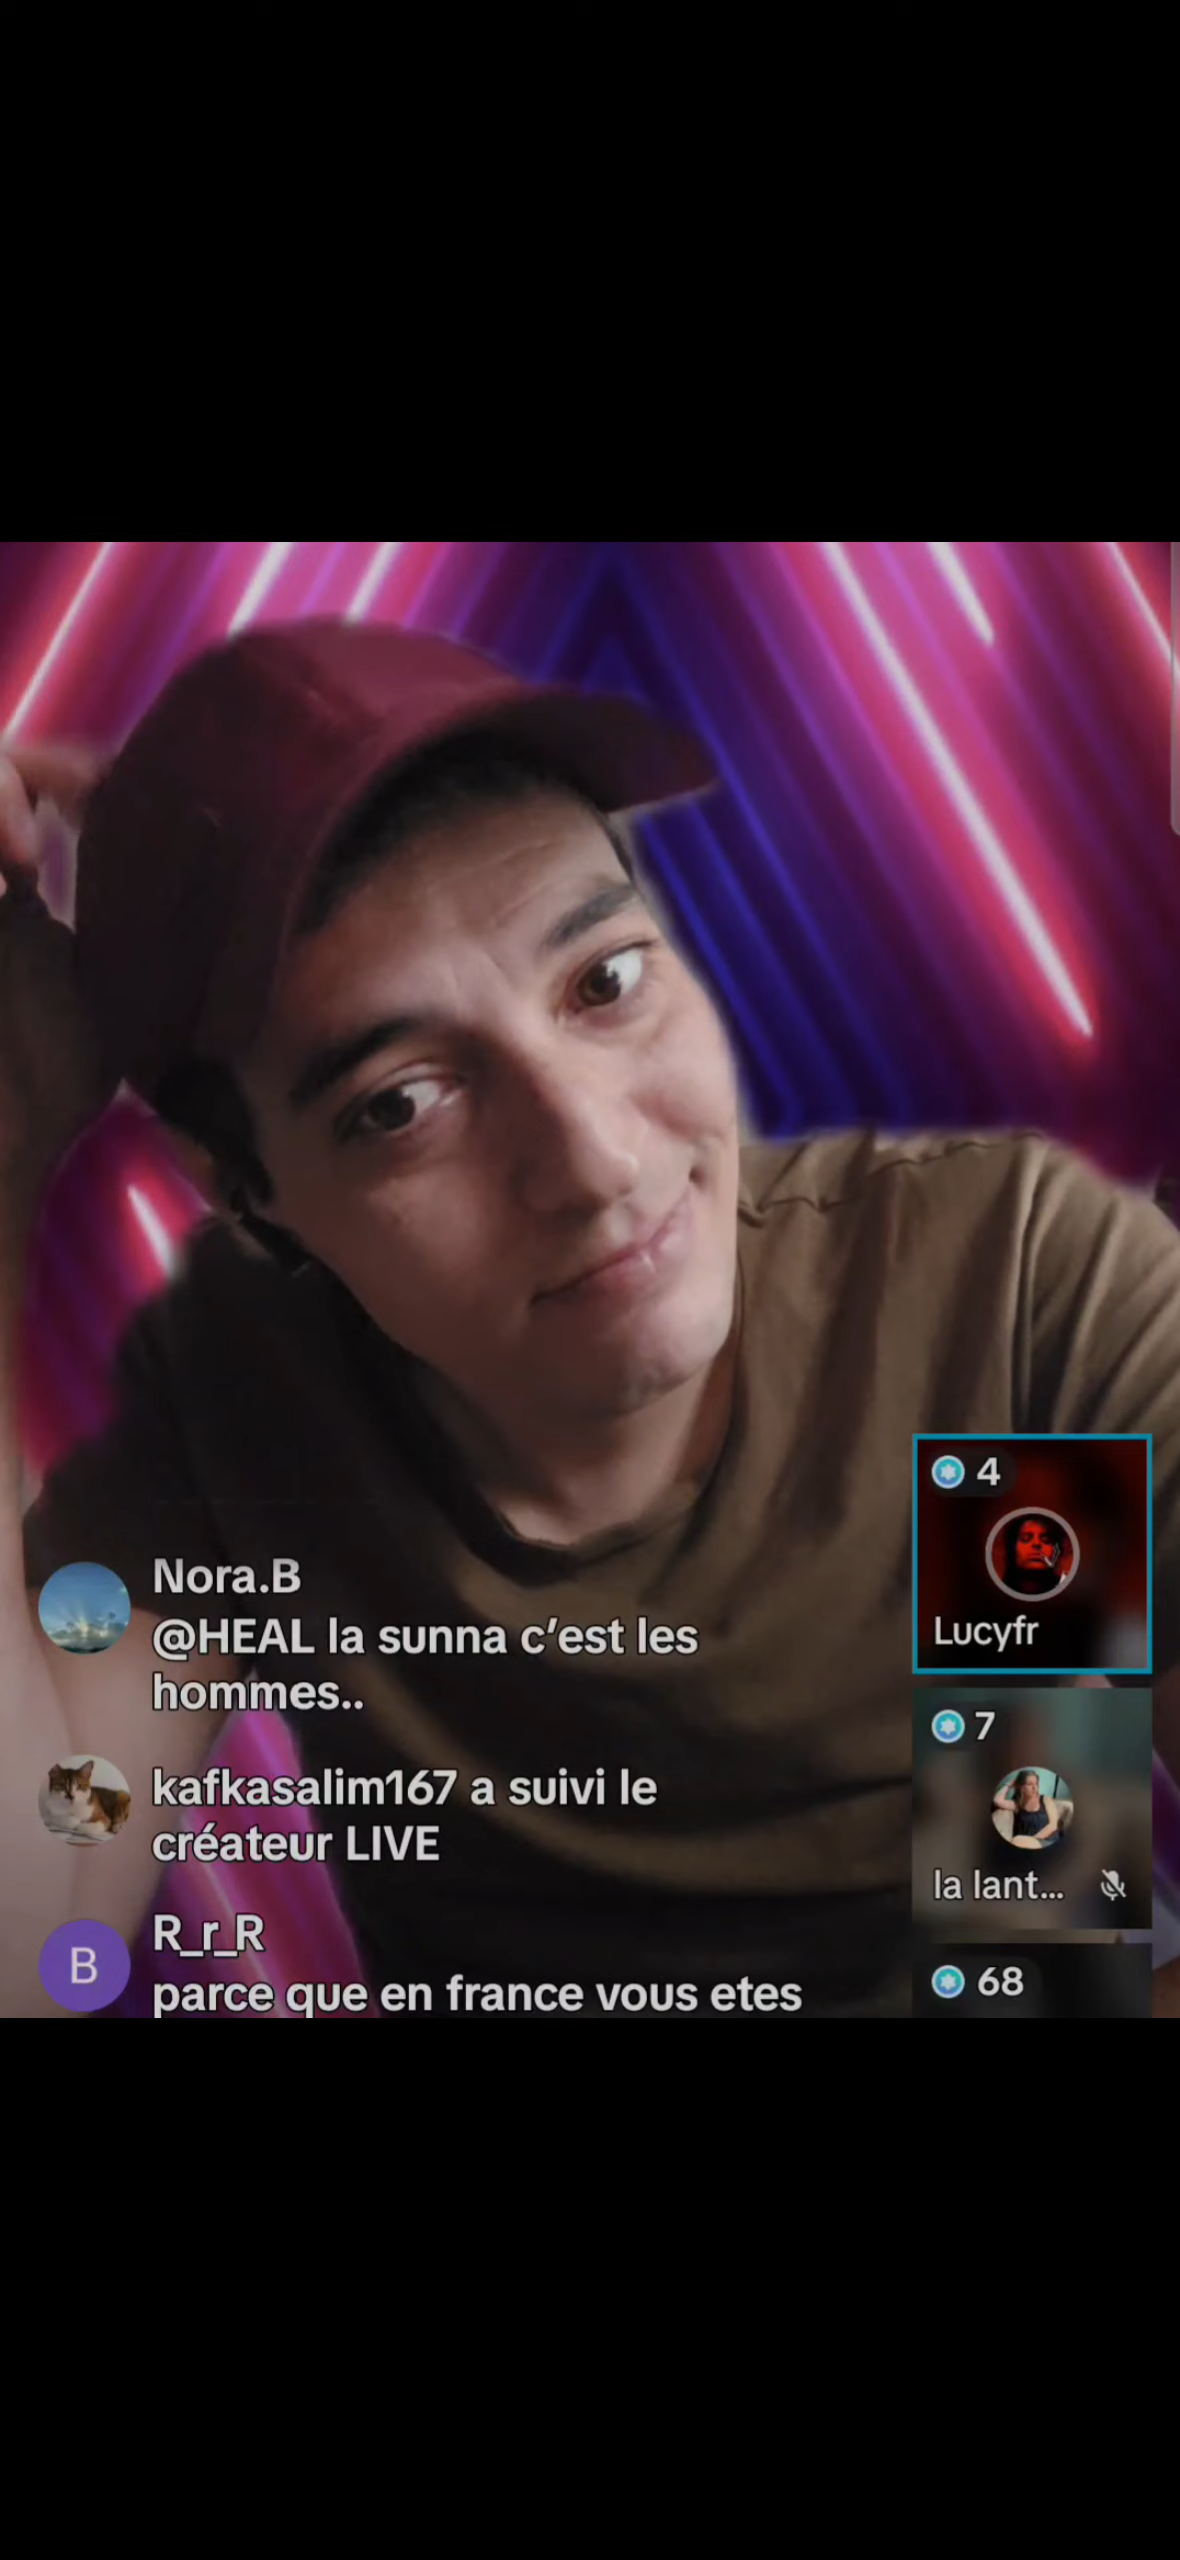 Nora.B
@HEAL la sunna c’est les
hommes..
kafkasalim167 a suivi le
créateur LIVE
B
R_r_R
parce que en france vous etes
4
Lucyfr
7
la lant...
68